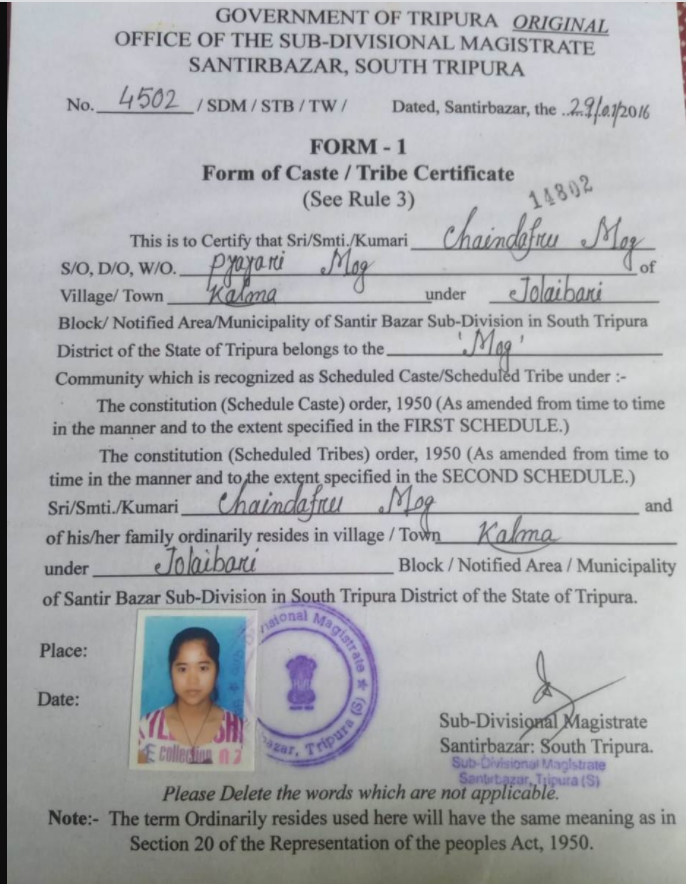 GOVERNMENT OF TRIPURA ORIGINAL
OFFICE OF THE SUB-DIVISIONAL MAGISTRATE
SANTIRBAZAR, SOUTH TRIPURA
No. 4502 / SDM / STB / TW / Dated, Santirbazar, the ..29/01/2016
FORM - 1
Form of Caste / Tribe Certificate
(See Rule 3)
14802
This is to Certify that Sri/Smti./Kumari Chaindafru Mog
S/O, D/O, W/O. Pyajari Mog of
Village/ Town Kalma under Jolaibari
Block/ Notified Area/Municipality of Santir Bazar Sub-Division in South Tripura
District of the State of Tripura belongs to the 'Mog'
Community which is recognized as Scheduled Caste/Scheduled Tribe under :-
The constitution (Schedule Caste) order, 1950 (As amended from time to time
in the manner and to the extent specified in the FIRST SCHEDULE.)
The constitution (Scheduled Tribes) order, 1950 (As amended from time to
time in the manner and to the extent specified in the SECOND SCHEDULE.)
Sri/Smti./Kumari Chaindafru Mog and
of his/her family ordinarily resides in village / Town Kalma
under Jolaibari Block / Notified Area / Municipality
of Santir Bazar Sub-Division in South Tripura District of the State of Tripura.
Place:
Date:
collection 07
Sub-Divisional Magistrate
Santirbazar: South Tripura.
Sub-Divisional Magistrate
Santirbazar, Tripura (S)
Please Delete the words which are not applicable.
Note:- The term Ordinarily resides used here will have the same meaning as in
Section 20 of the Representation of the peoples Act, 1950.